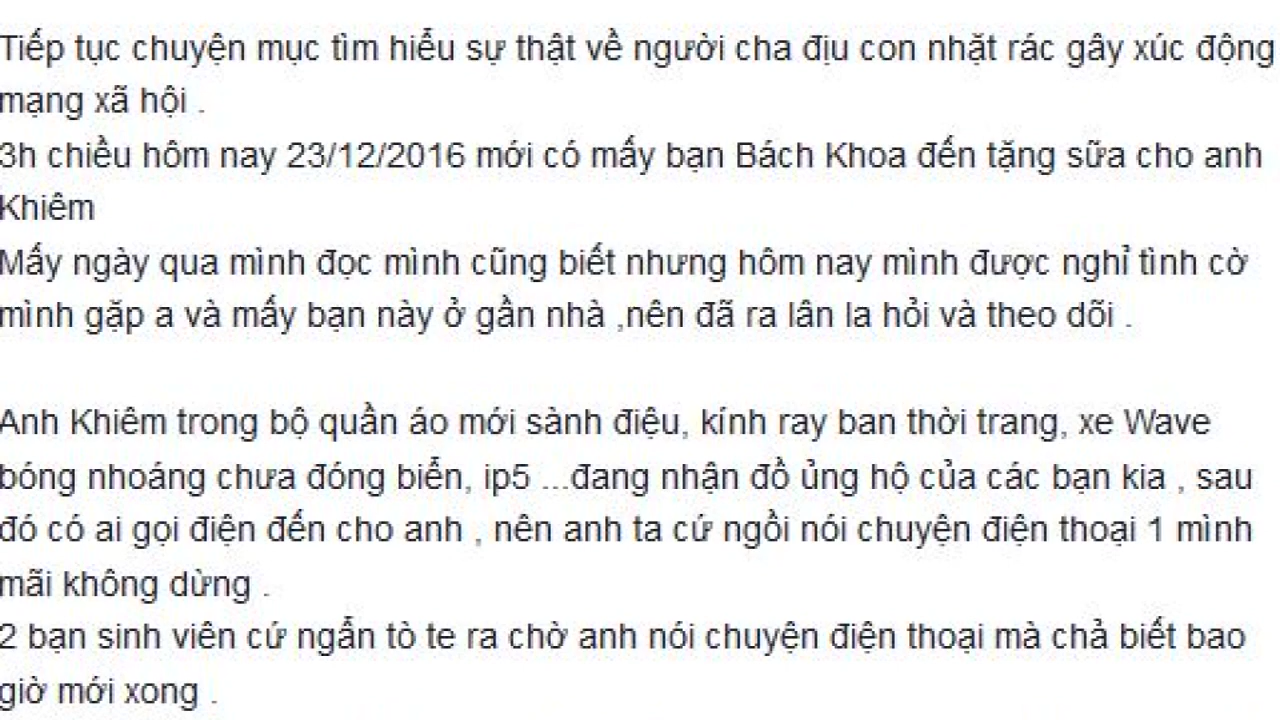 Tiếp tục chuyện mục tìm hiểu sự thật về người cha địu con nhặt rác gây xúc động
mạng xã hội .
3h chiều hôm nay 23/12/2016 mới có mấy bạn Bách Khoa đến tặng sữa cho anh
Khiêm
Mấy ngày qua mình đọc mình cũng biết nhưng hôm nay mình được nghỉ tình cờ
mình gặp a và mấy bạn này ở gần nhà ,nên đã ra lân la hỏi và theo dõi .
Anh Khiêm trong bộ quần áo mới sành điệu, kính ray ban thời trang, xe Wave
bóng nhoáng chưa đóng biển, ip5 ...đang nhận đồ ủng hộ của các bạn kia , sau
đó có ai gọi điện đến cho anh , nên anh ta cứ ngồi nói chuyện điện thoại 1 mình
mãi không dừng .
2 bạn sinh viên cứ ngẩn tò te ra chờ anh nói chuyện điện thoại mà chả biết bao
giờ mới xong .